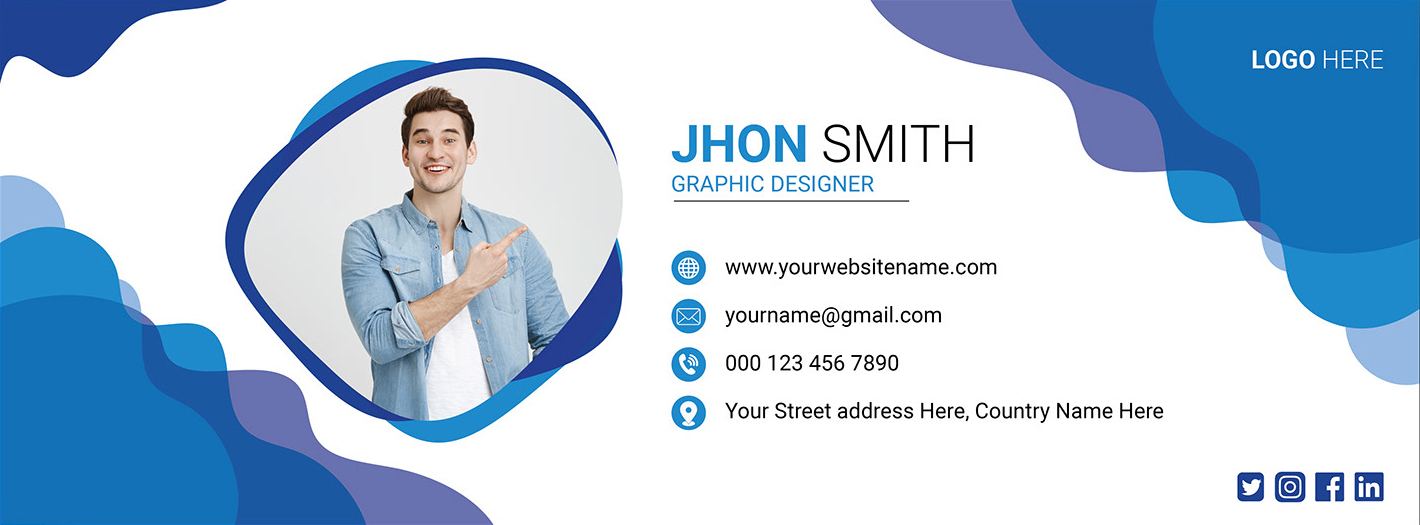 LOGO HERE
JHON SMITH
GRAPHIC DESIGNER
www.yourwebsitename.com
yourname@gmail.com
000 123 456 7890
Your Street address Here, Country Name Here